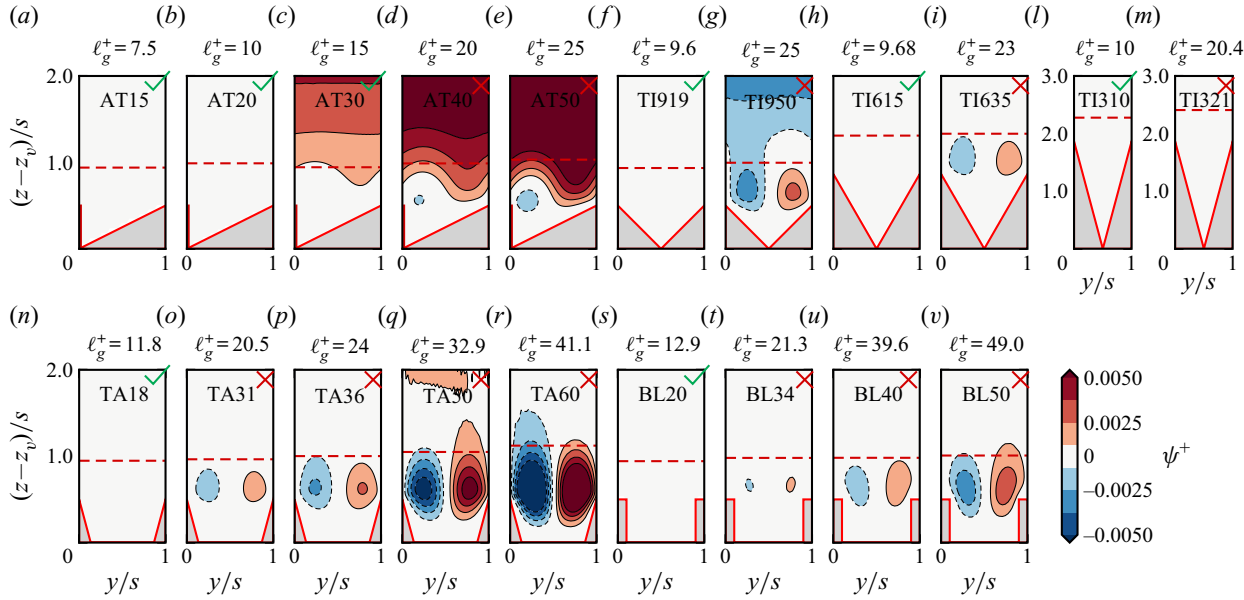 (a) (b) (c) (d) (e) (f) (g) (h) (i) (l) (m)
ℓg+ = 7.5 ℓg+ = 10 ℓg+ = 15 ℓg+ = 20 ℓg+ = 25 ℓg+ = 9.6 ℓg+ = 25 ℓg+ = 9.68 ℓg+ = 23 ℓg+ = 10 ℓg+ = 20.4
2.0 3.0 3.0
AT15 AT20 AT30 AT40 AT50 TI919 TI950 TI615 TI635 TI310 TI321
2.0 2.0
(z − zv)/s
1.0
1.0 1.0
0 1 0 1 0 1 0 1 0 1 0 1 0 1 0 1 0 1 0 1 0 1
y/s y/s
(n) (o) (p) (q) (r) (s) (t) (u) (v)
ℓg+ = 11.8 ℓg+ = 20.5 ℓg+ = 24 ℓg+ = 32.9 ℓg+ = 41.1 ℓg+ = 12.9 ℓg+ = 21.3 ℓg+ = 39.6 ℓg+ = 49.0
2.0
TA18 TA31 TA36 TA50 TA60 BL20 BL34 BL40 BL50
(z − zv)/s
1.0
0 1 0 1 0 1 0 1 0 1 0 1 0 1 0 1 0 1
y/s y/s y/s y/s y/s y/s y/s y/s y/s
0.0050
0.0025
0
–0.0025
–0.0050
ψ+